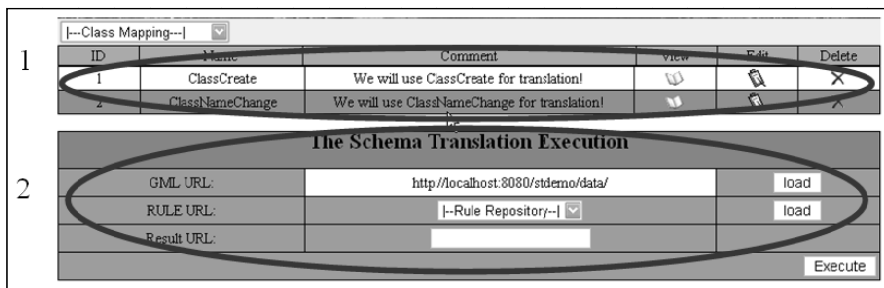 |---Class Mapping---|
1
ID Name Comment View Edit Delete
1 ClassCreate We will use CassCreate for translation!
2 ClassNameChange We will use ClassNameChange for translation!
The Schema Translation Execution
2
GML URL: http://localhost:8080/stdemo/data/ load
RULE URL: |--Rule Repository--| load
Result URL:
Execute